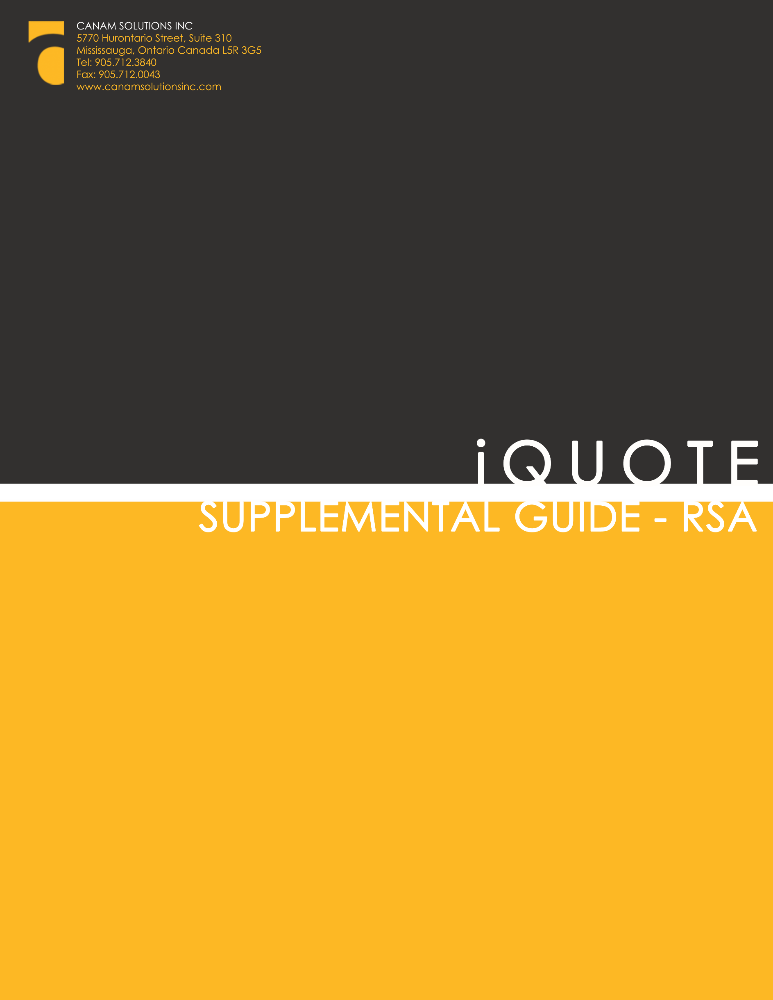 CANAM SOLUTIONS INC
5770 Hurontario Street, Suite 310
Mississauga, Ontario Canada L5R 3G5
Tel: 905.712.3840
Fax: 905.712.0043
www.canamsolutionsinc.com
iQUOTE
SUPPLEMENTAL GUIDE - RSA